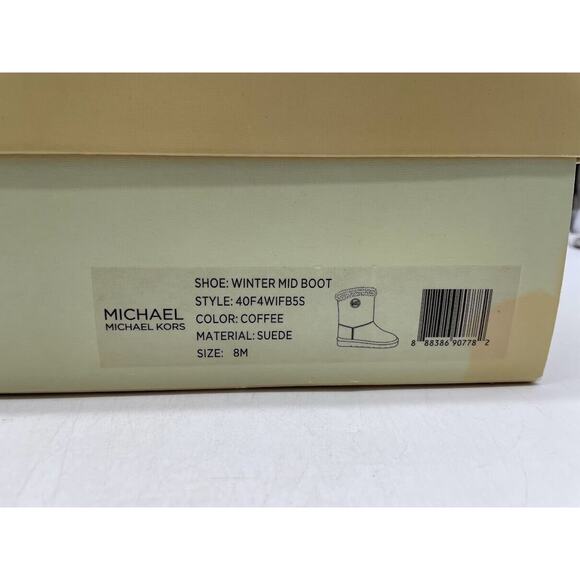 MICHAEL
MICHAEL KORS
SHOE: WINTER MID BOOT
STYLE: 40F4WIFB5S
COLOR: COFFEE
MATERIAL: SUEDE
SIZE: 8M
8 88386 90778 2